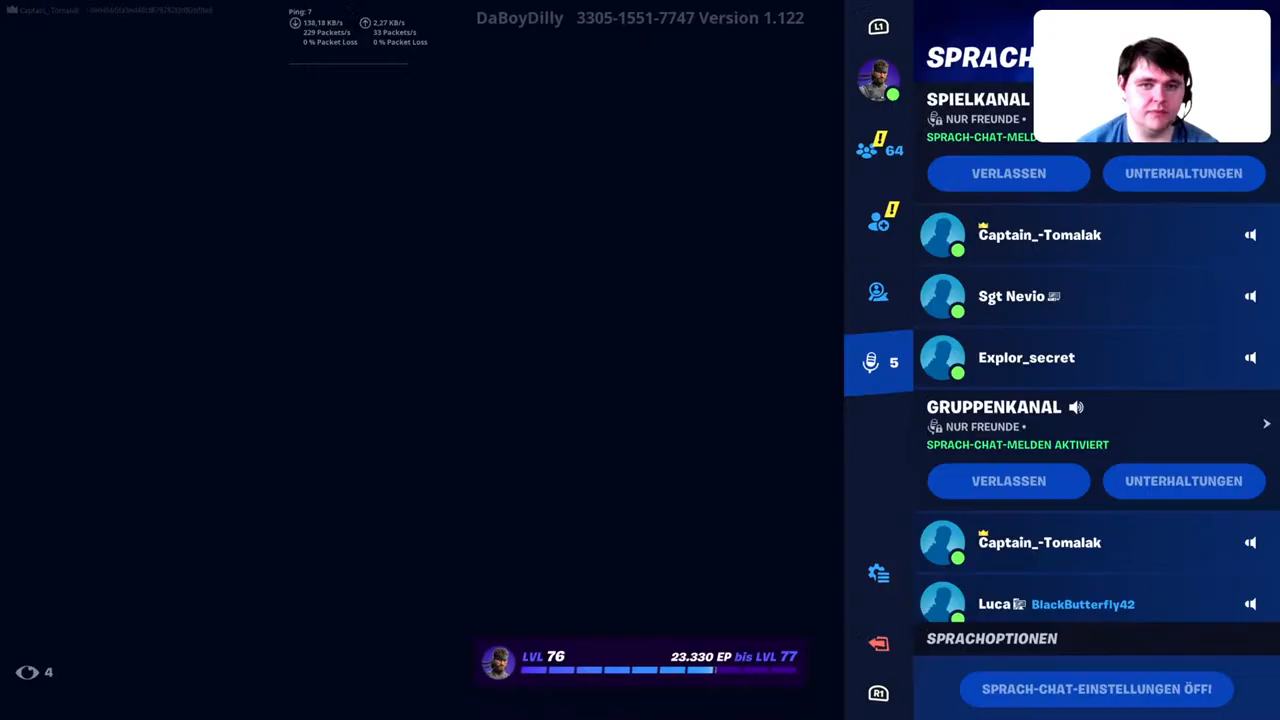 Captain_-Tomalak
Ping: 7
138,18 KB/s
229 Packets/s
0 % Packet Loss
2,27 KB/s
33 Packets/s
0 % Packet Loss
DaBoyDilly 3305-1551-7747 Version 1.122
L1
64
5
R1
SPRACH
SPIELKANAL
NUR FREUNDE •
SPRACH-CHAT-MELD
VERLASSEN
UNTERHALTUNGEN
Captain_-Tomalak
Sgt Nevio
Explor_secret
GRUPPENKANAL
NUR FREUNDE •
SPRACH-CHAT-MELDEN AKTIVIERT
VERLASSEN
UNTERHALTUNGEN
Captain_-Tomalak
Luca BlackButterfly42
SPRACHOPTIONEN
SPRACH-CHAT-EINSTELLUNGEN ÖFF!
4
LVL 76
23.330 EP bis LVL 77